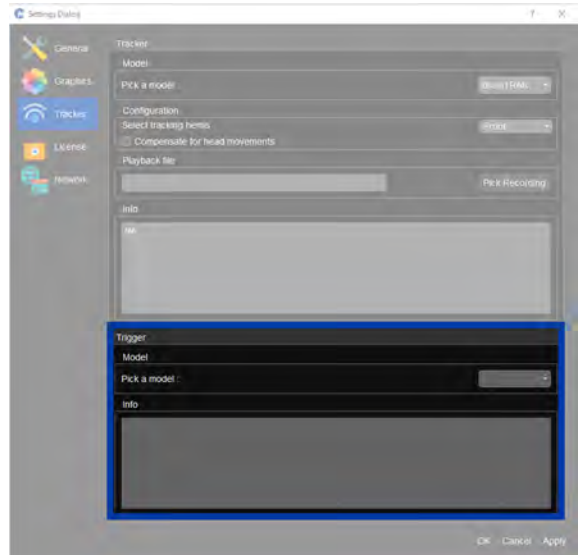 Settings Dialog
? X
General
Graphics
Tracker
License
Network
Tracker
Model
Pick a model :
Configuration
Select tracking hemis
Compensate for head movements
Playback file
Pick Recording
Info
Trigger
Model
Pick a model :
Info
OK Cancel Apply